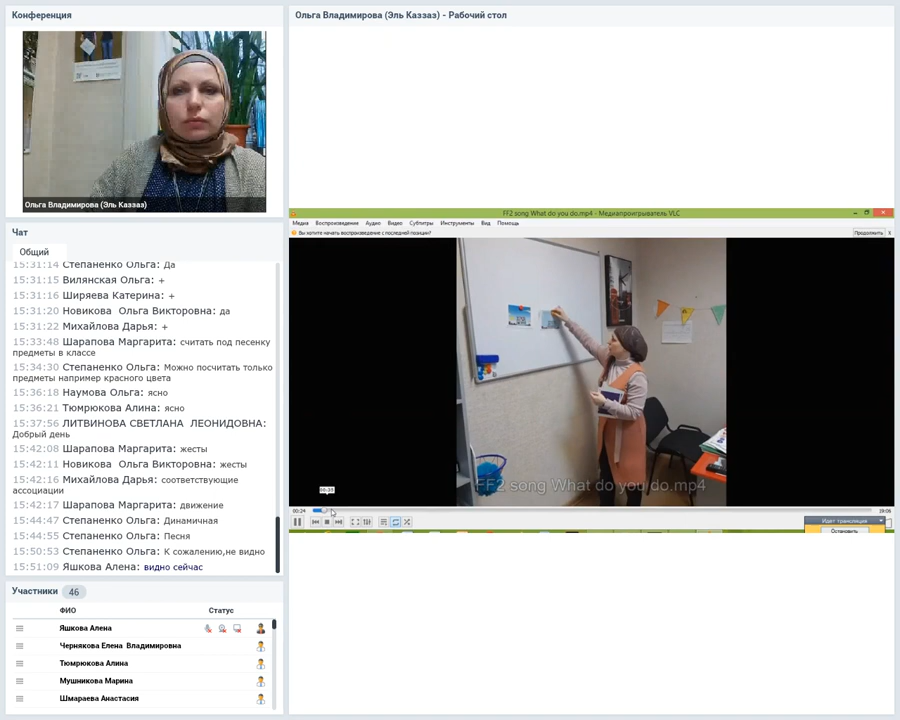 Конференция
Ольга Владимирова (Эль Каззаз)
Чат
Общий
15:31:14 Степаненко Ольга: Да
15:31:15 Вилянская Ольга: +
15:31:16 Ширяева Катерина: +
15:31:20 Новикова Ольга Викторовна: да
15:31:22 Михайлова Дарья: +
15:33:48 Шарапова Маргарита: считать под песенку
предметы в классе
15:34:30 Степаненко Ольга: Можно посчитать только
предметы например красного цвета
15:36:18 Наумова Ольга: ясно
15:36:21 Тюмрюкова Алина: ясно
15:37:56 ЛИТВИНОВА СВЕТЛАНА ЛЕОНИДОВНА:
Добрый день
15:42:08 Шарапова Маргарита: жесты
15:42:11 Новикова Ольга Викторовна: жесты
15:42:16 Михайлова Дарья: соответствующие
ассоциации
15:42:17 Шарапова Маргарита: движение
15:44:47 Степаненко Ольга: Динамичная
15:44:55 Степаненко Ольга: Песня
15:50:53 Степаненко Ольга: К сожалению,не видно
15:51:09 Яшкова Алена: видно сейчас
Участники 46
ФИО Статус
Яшкова Алена
Чернякова Елена Владимировна
Тюмрюкова Алина
Мушникова Марина
Шмараева Анастасия
Ольга Владимирова (Эль Каззаз) - Рабочий стол
FF2 song What do you do.mp4 - Медиапроигрыватель VLC
Медиа Воспроизведение Аудио Видео Субтитры Инструменты Вид Помощь
Вы хотите начать воспроизведение с последней позиции? Продолжить X
FF2 song What do you do.mp4
00:24
Идет трансляция
Остановить